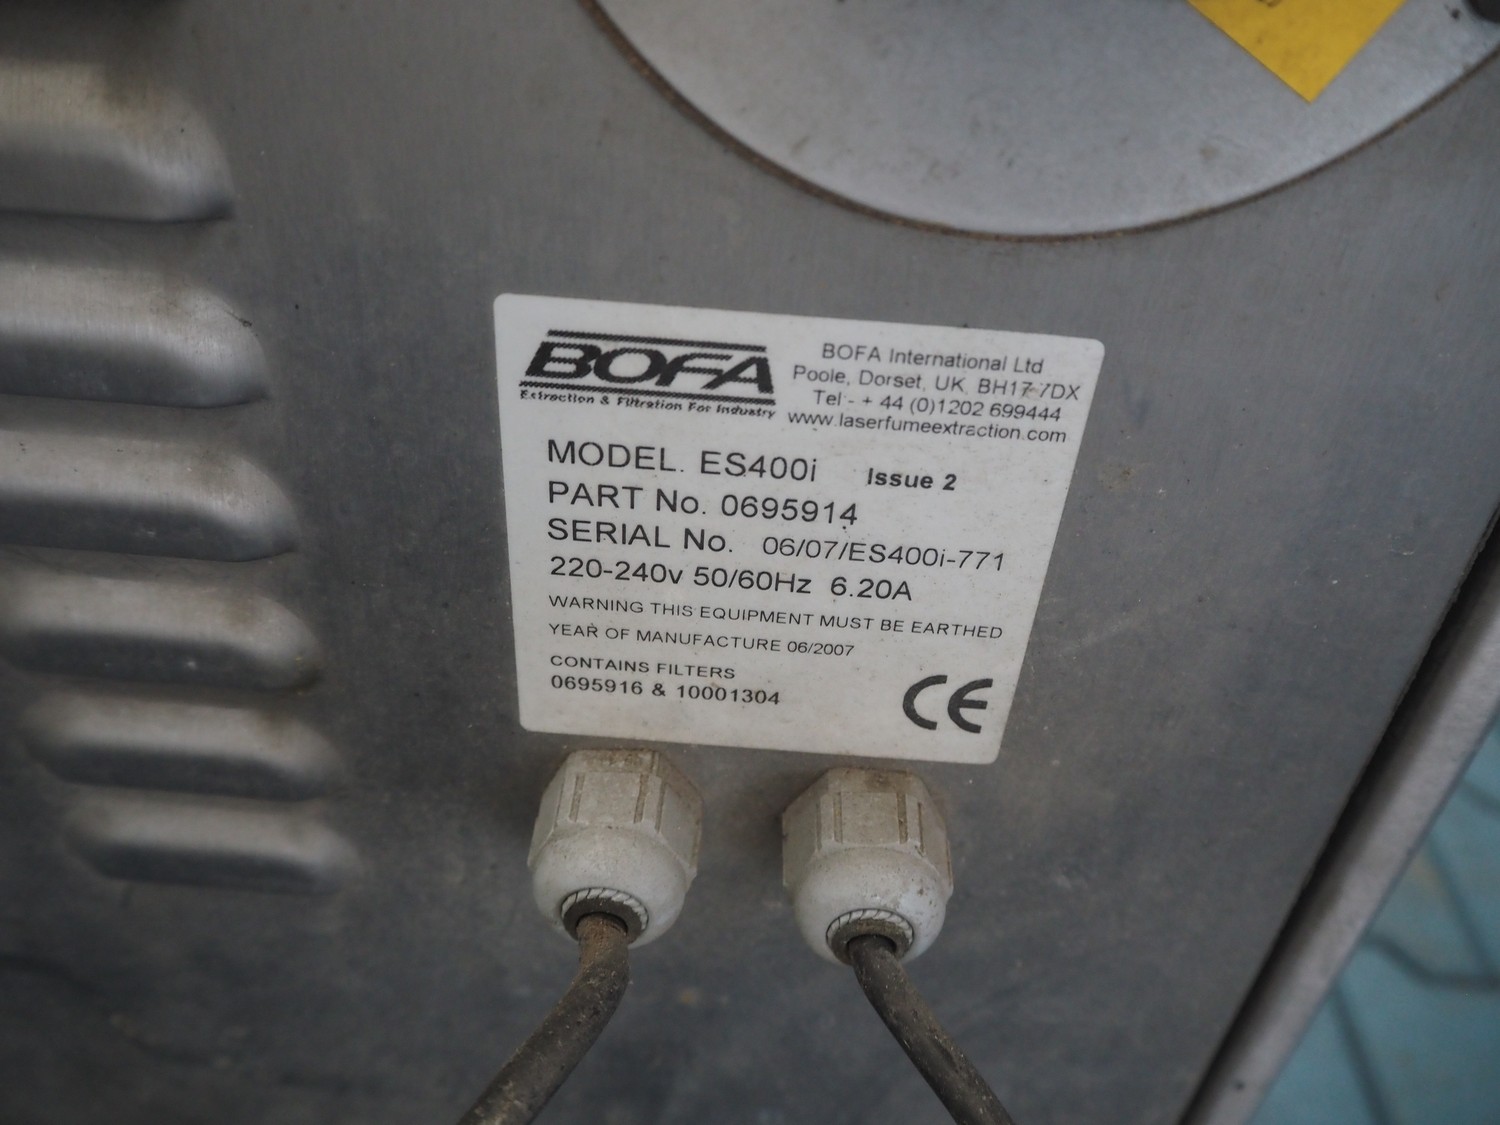 BOFA
Extraction & Filtration For Industry
BOFA International Ltd
Poole, Dorset, UK, BH17 7DX
Tel:- + 44 (0)1202 699444
www.laserfumeextraction.com
MODEL. ES400i Issue 2
PART No. 0695914
SERIAL No. 06/07/ES400i-771
220-240v 50/60Hz 6.20A
WARNING THIS EQUIPMENT MUST BE EARTHED
YEAR OF MANUFACTURE 06/2007
CONTAINS FILTERS
0695916 & 10001304
CE